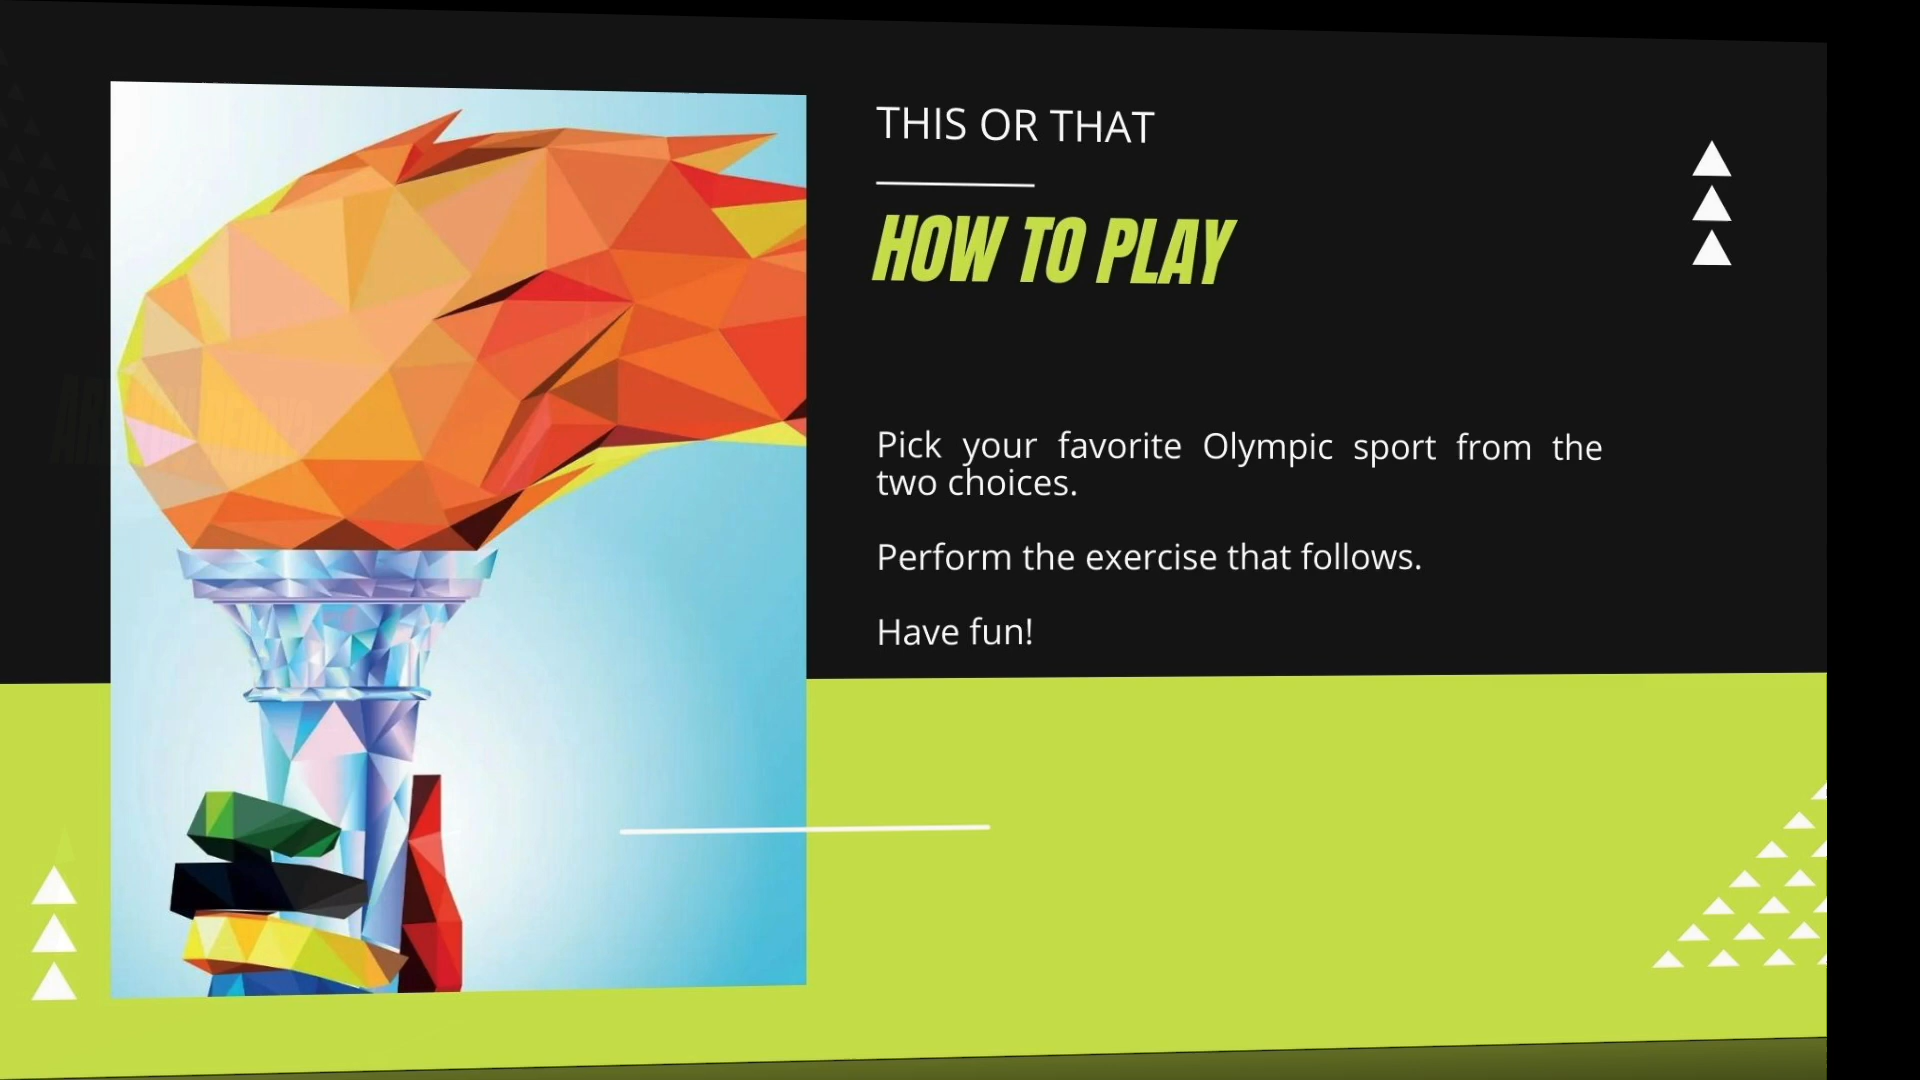 THIS OR THAT
HOW TO PLAY
Pick your favorite Olympic sport from the
two choices.
Perform the exercise that follows.
Have fun!